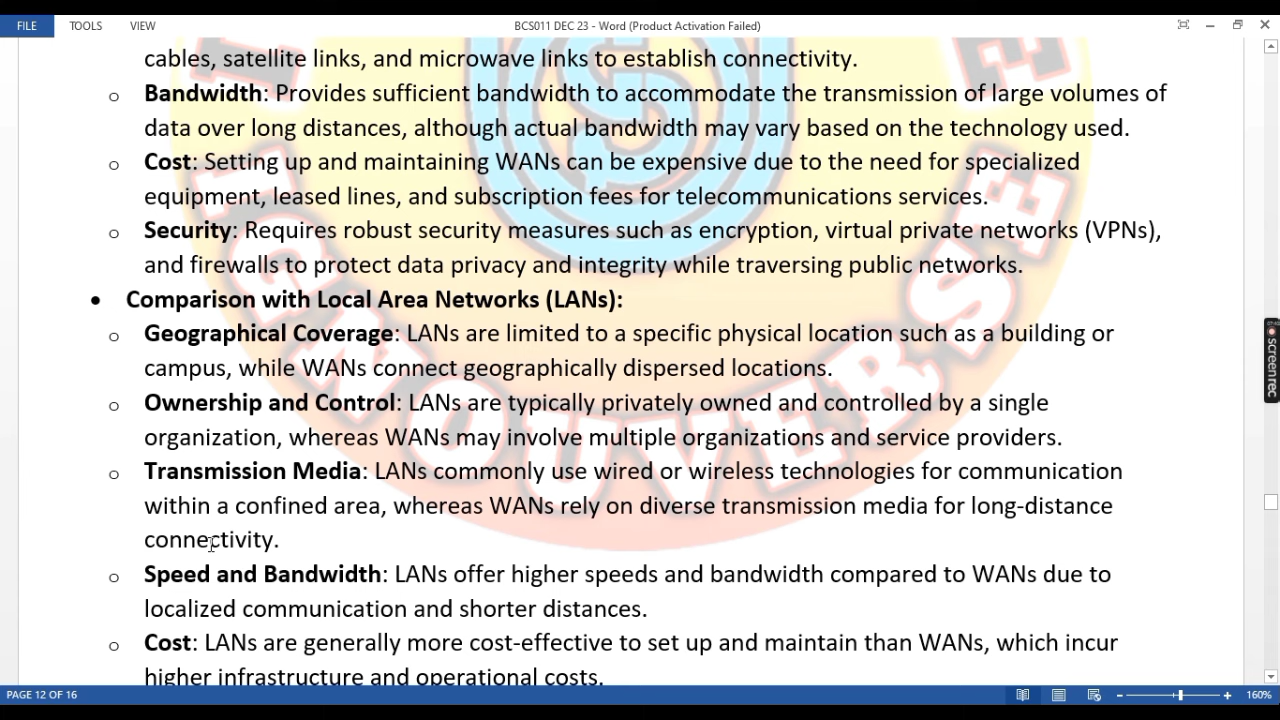 FILE TOOLS VIEW BCS011 DEC 23 - Word (Product Activation Failed)
cables, satellite links, and microwave links to establish connectivity.
o Bandwidth: Provides sufficient bandwidth to accommodate the transmission of large volumes of
data over long distances, although actual bandwidth may vary based on the technology used.
o Cost: Setting up and maintaining WANs can be expensive due to the need for specialized
equipment, leased lines, and subscription fees for telecommunications services.
o Security: Requires robust security measures such as encryption, virtual private networks (VPNs),
and firewalls to protect data privacy and integrity while traversing public networks.
• Comparison with Local Area Networks (LANs):
o Geographical Coverage: LANs are limited to a specific physical location such as a building or
campus, while WANs connect geographically dispersed locations.
o Ownership and Control: LANs are typically privately owned and controlled by a single
organization, whereas WANs may involve multiple organizations and service providers.
o Transmission Media: LANs commonly use wired or wireless technologies for communication
within a confined area, whereas WANs rely on diverse transmission media for long-distance
connectivity.
o Speed and Bandwidth: LANs offer higher speeds and bandwidth compared to WANs due to
localized communication and shorter distances.
o Cost: LANs are generally more cost-effective to set up and maintain than WANs, which incur
higher infrastructure and operational costs.
screenrec
PAGE 12 OF 16 160%